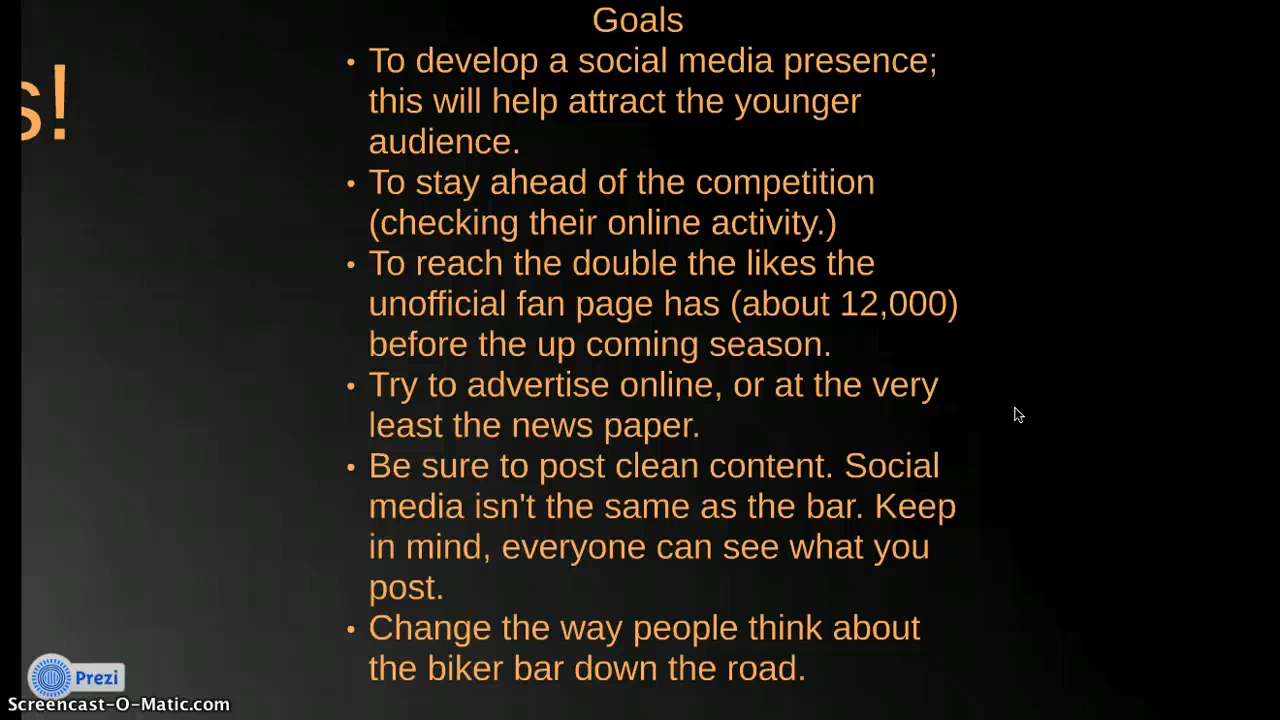 Goals
s!
• To develop a social media presence;
this will help attract the younger
audience.
• To stay ahead of the competition
(checking their online activity.)
• To reach the double the likes the
unofficial fan page has (about 12,000)
before the up coming season.
• Try to advertise online, or at the very
least the news paper.
• Be sure to post clean content. Social
media isn't the same as the bar. Keep
in mind, everyone can see what you
post.
• Change the way people think about
the biker bar down the road.
Prezi
Screencast-O-Matic.com